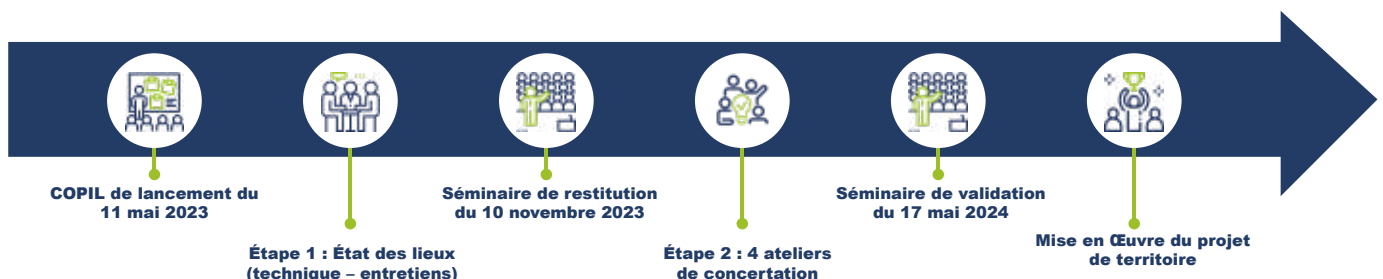 COPIL de lancement du
11 mai 2023
Étape 1 : État des lieux
(technique – entretiens)
Séminaire de restitution
du 10 novembre 2023
Étape 2 : 4 ateliers
de concertation
Séminaire de validation
du 17 mai 2024
Mise en Œuvre du projet
de territoire